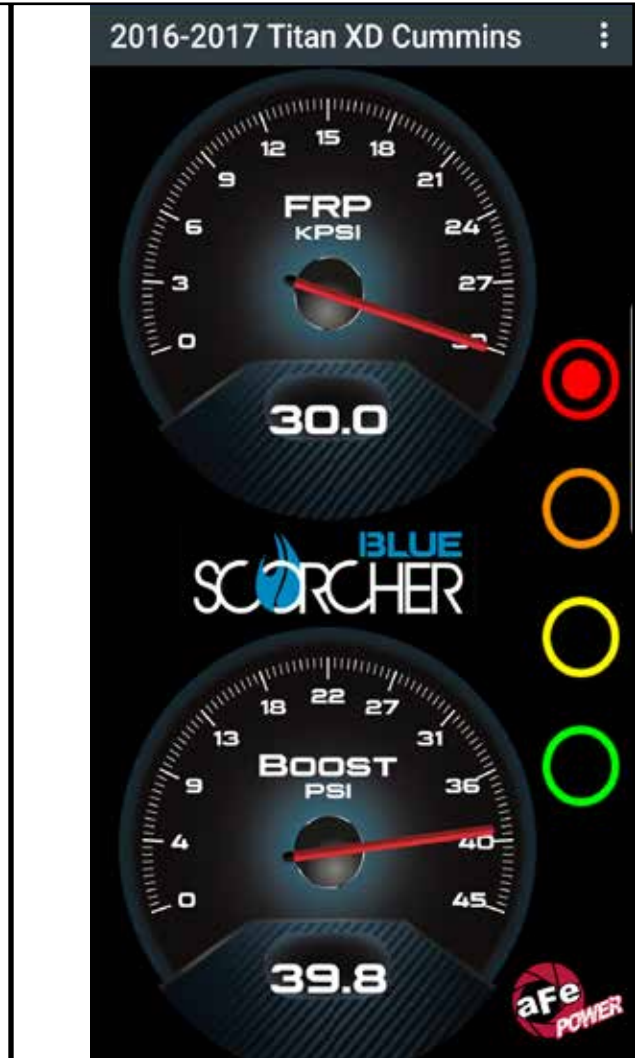 2016-2017 Titan XD Cummins
15
12 18
9 21
FRP
KPSI
6 24
3 27
0
30.0
BLUE
SCORCHER
22
18 27
13 31
BOOST
PSI
9 36
4 40
0 45
39.8
aFe
POWER